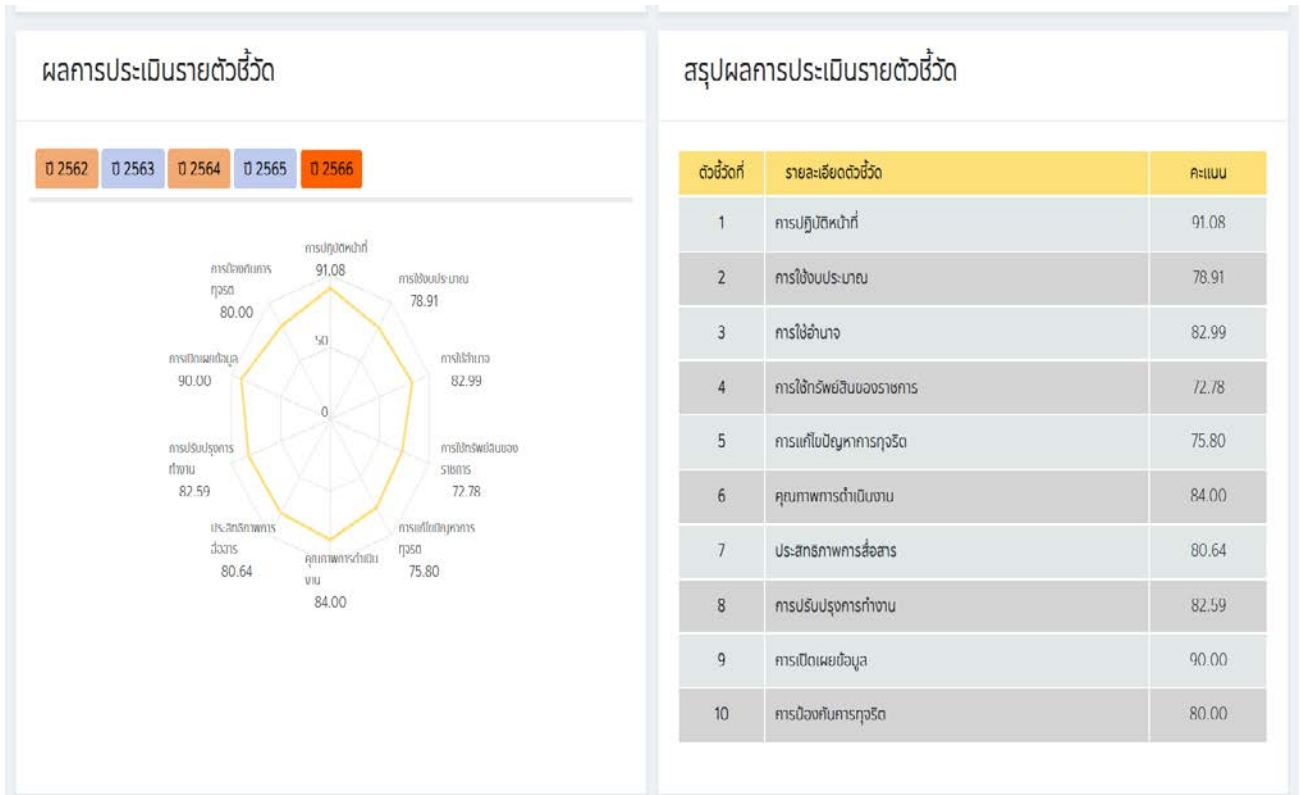 ผลการประเมินรายตัวชี้วัด
ปี 2562 ปี 2563 ปี 2564 ปี 2565 ปี 2566
การปฏิบัติหน้าที่
91.08
การใช้งบประมาณ
78.91
การใช้อำนาจ
82.99
การใช้ทรัพย์สินของ
ราชการ
72.78
การแก้ไขปัญหาการ
ทุจริต
75.80
คุณภาพการดำเนิน
งาน
84.00
ประสิทธิภาพการ
สื่อสาร
80.64
การปรับปรุงการ
ทำงาน
82.59
การเปิดเผยข้อมูล
90.00
การป้องกันการ
ทุจริต
80.00
50
0
สรุปผลการประเมินรายตัวชี้วัด
ตัวชี้วัดที่ รายละเอียดตัวชี้วัด คะแนน
1 การปฏิบัติหน้าที่ 91.08
2 การใช้งบประมาณ 78.91
3 การใช้อำนาจ 82.99
4 การใช้ทรัพย์สินของราชการ 72.78
5 การแก้ไขปัญหาการทุจริต 75.80
6 คุณภาพการดำเนินงาน 84.00
7 ประสิทธิภาพการสื่อสาร 80.64
8 การปรับปรุงการทำงาน 82.59
9 การเปิดเผยข้อมูล 90.00
10 การป้องกันการทุจริต 80.00